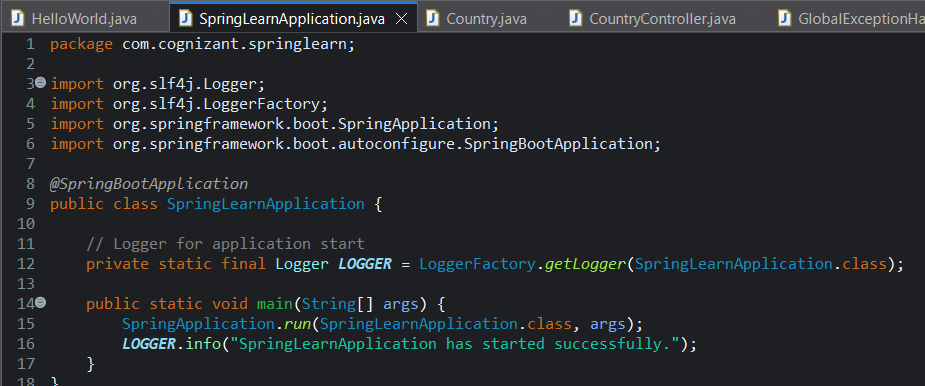 HelloWorld.java SpringLearnApplication.java Country.java CountryController.java GlobalExceptionHa
1 package com.cognizant.springlearn;
2
3 import org.slf4j.Logger;
4 import org.slf4j.LoggerFactory;
5 import org.springframework.boot.SpringApplication;
6 import org.springframework.boot.autoconfigure.SpringBootApplication;
7
8 @SpringBootApplication
9 public class SpringLearnApplication {
10
11     // Logger for application start
12     private static final Logger LOGGER = LoggerFactory.getLogger(SpringLearnApplication.class);
13
14     public static void main(String[] args) {
15         SpringApplication.run(SpringLearnApplication.class, args);
16         LOGGER.info("SpringLearnApplication has started successfully.");
17     }
18 }